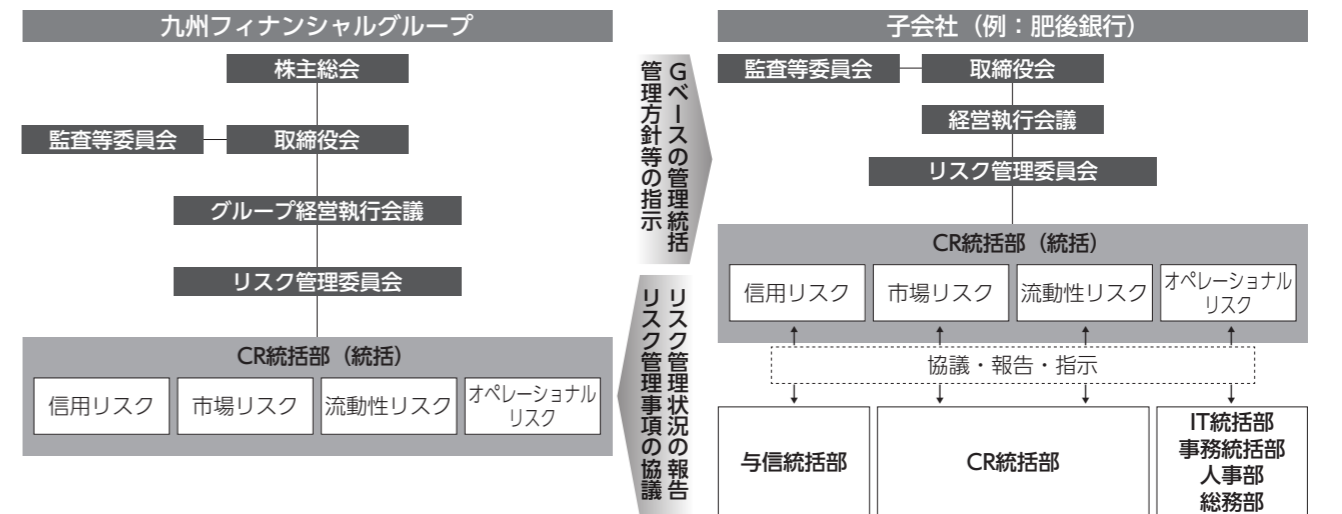 九州フィナンシャルグループ
株主総会
監査等委員会
取締役会
グループ経営執行会議
リスク管理委員会
CR統括部（統括）
信用リスク
市場リスク
流動性リスク
オペレーショナル
リスク
Gベースの管理統括
管理方針等の指示
リスク管理状況の報告
リスク管理事項の協議
子会社（例：肥後銀行）
監査等委員会
取締役会
経営執行会議
リスク管理委員会
CR統括部（統括）
信用リスク
市場リスク
流動性リスク
オペレーショナル
リスク
協議・報告・指示
与信統括部
CR統括部
IT統括部
事務統括部
人事部
総務部